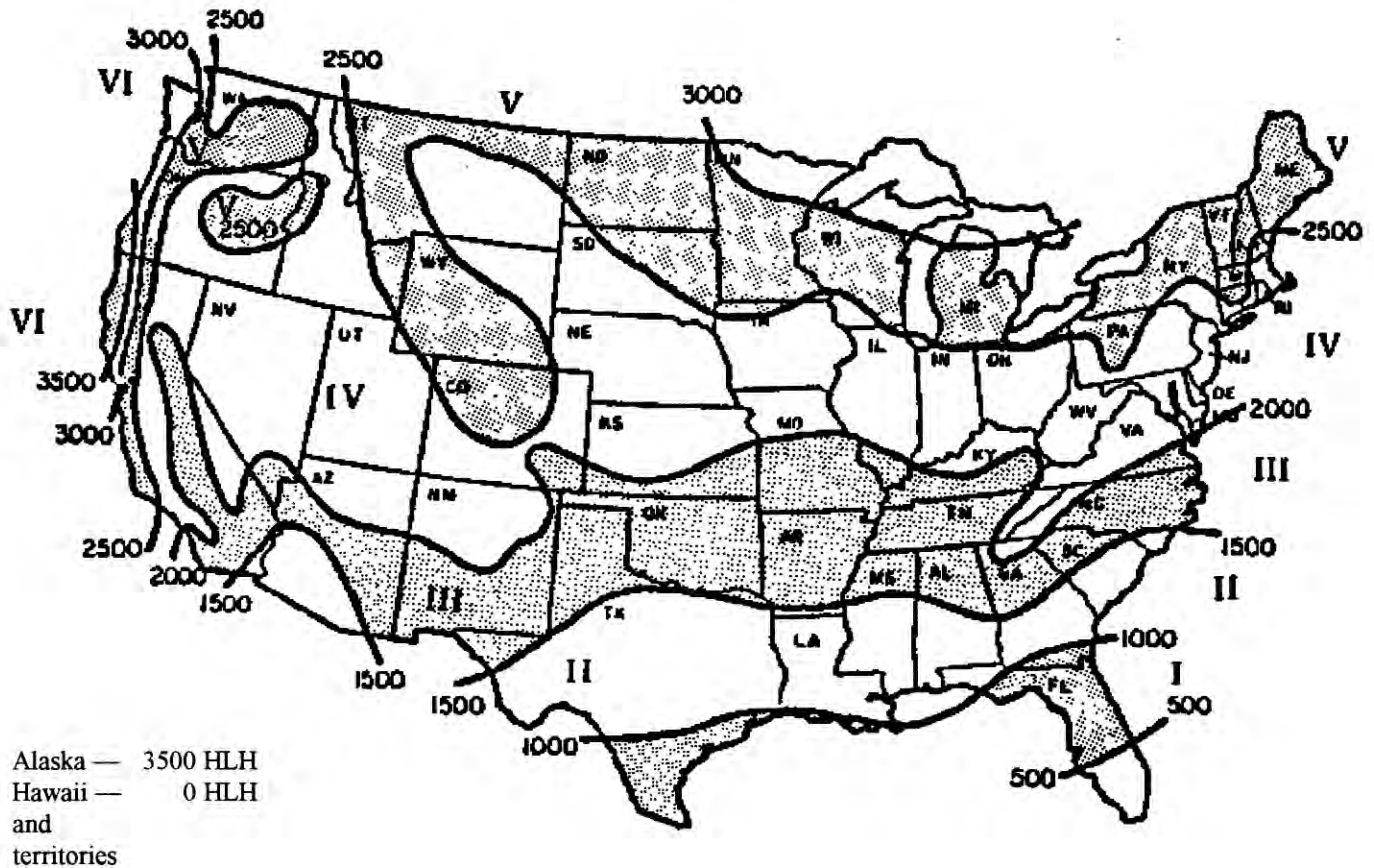 2500
3000
VI
2500
V
3000
V
WA
V
ND
MN
ME
V
2500
SD
WI
VT
NY
2500
WY
MI
RI
VI
NV
UT
NE
IA
IL
IN
OH
PA
NJ
IV
3500
IV
CO
DE
MD
2000
3000
KS
MO
WV
VA
KY
III
AZ
NM
OK
AR
TN
NC
SC
1500
2500
2000
1500
III
MS
AL
GA
II
TX
LA
1000
1500
1500
II
FL
I
500
1000
500
Alaska — 3500 HLH
Hawaii — 0 HLH
and
territories